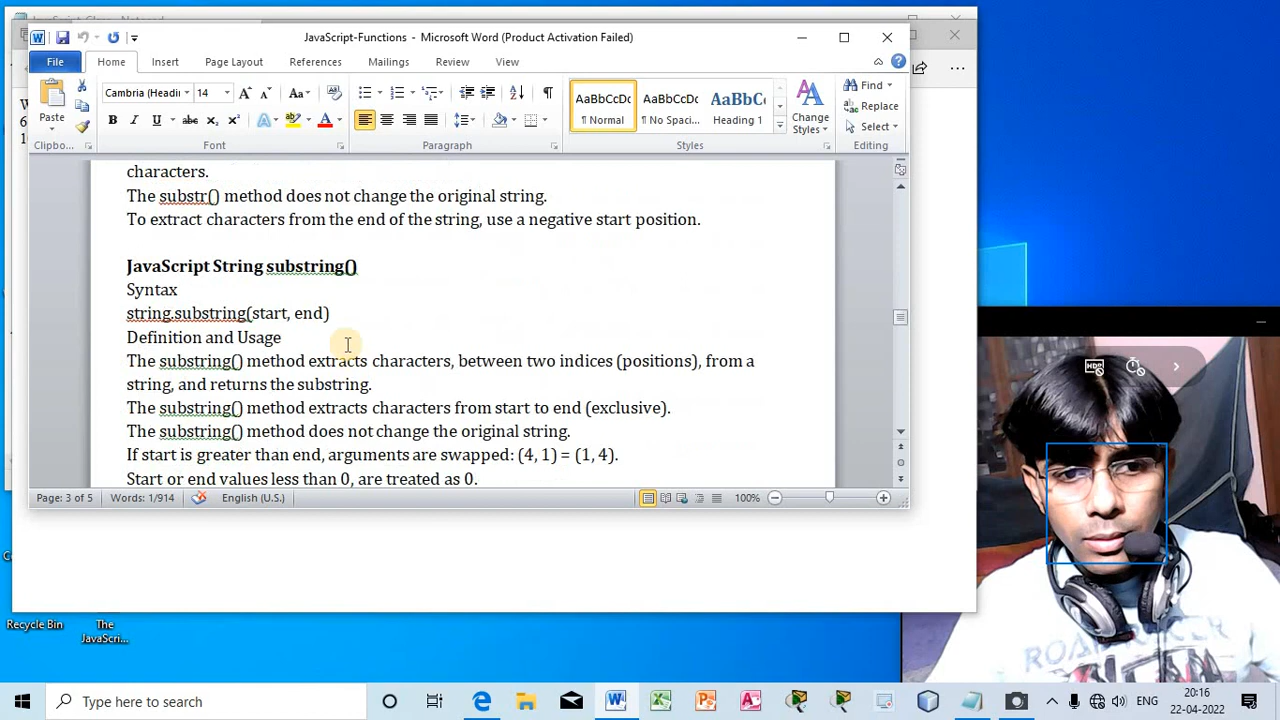 Java Script Class - Notepad
JavaScript-Functions - Microsoft Word (Product Activation Failed)
File Home Insert Page Layout References Mailings Review View
Cambria (Headi 14
Paste
AaBbCcDc AaBbCcDc AaBbC
¶ Normal ¶ No Spaci... Heading 1
Change Styles
Find
Replace
Select
Clipbo... Font Paragraph Styles Editing
characters.
The substr() method does not change the original string.
To extract characters from the end of the string, use a negative start position.
JavaScript String substring()
Syntax
string.substring(start, end)
Definition and Usage
The substring() method extracts characters, between two indices (positions), from a
string, and returns the substring.
The substring() method extracts characters from start to end (exclusive).
The substring() method does not change the original string.
If start is greater than end, arguments are swapped: (4, 1) = (1, 4).
Start or end values less than 0, are treated as 0.
Page: 3 of 5 Words: 1/914 English (U.S.) 100%
HDR
Recycle Bin
The
JavaScri...
Type here to search
ENG
20:16
22-04-2022